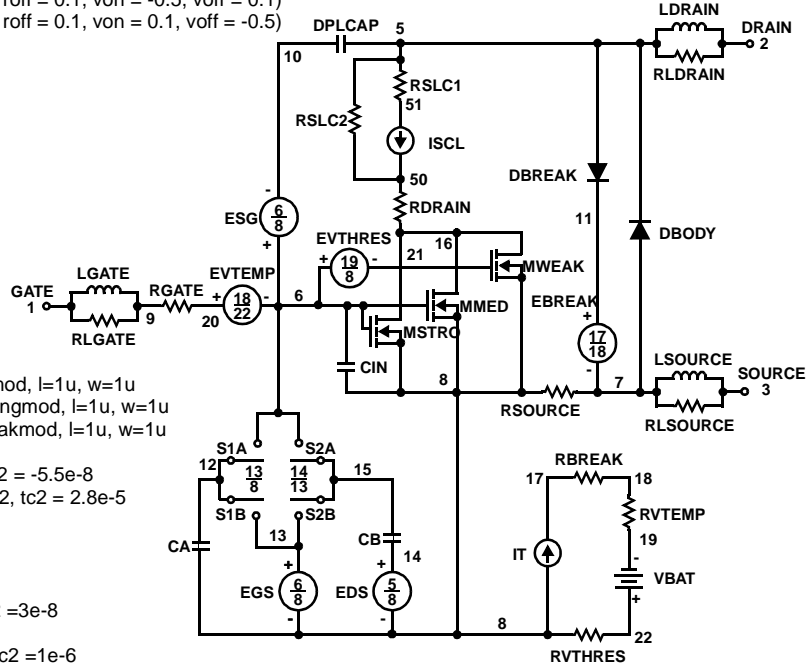 roff = 0.1, von = -0.5, voff = 0.1)
roff = 0.1, von = 0.1, voff = -0.5)
LDRAIN
DPLCAP
5
DRAIN
2
10
RLDRAIN
RSLC1
51
RSLC2
ISCL
DBREAK
50
RDRAIN
ESG
6
8
-
+
11
DBODY
EVTHRES
16
21
+
19
8
-
MWEAK
LGATE
EVTEMP
GATE
1
RGATE
+
18
22
-
6
EBREAK
MMED
9
20
MSTRO
+
17
18
-
RLGATE
LSOURCE
CIN
8
7
SOURCE
3
RSOURCE
RLSOURCE
mod, l=1u, w=1u
ngmod, l=1u, w=1u
akmod, l=1u, w=1u
S1A
S2A
12
13
8
14
13
15
RBREAK
17
18
2 = -5.5e-8
2, tc2 = 2.8e-5
S1B
S2B
RVTEMP
13
CB
19
CA
14
IT
-
VBAT
+
+
EGS
6
8
-
+
EDS
5
8
-
8
22
RVTHRES
=3e-8
c2 =1e-6